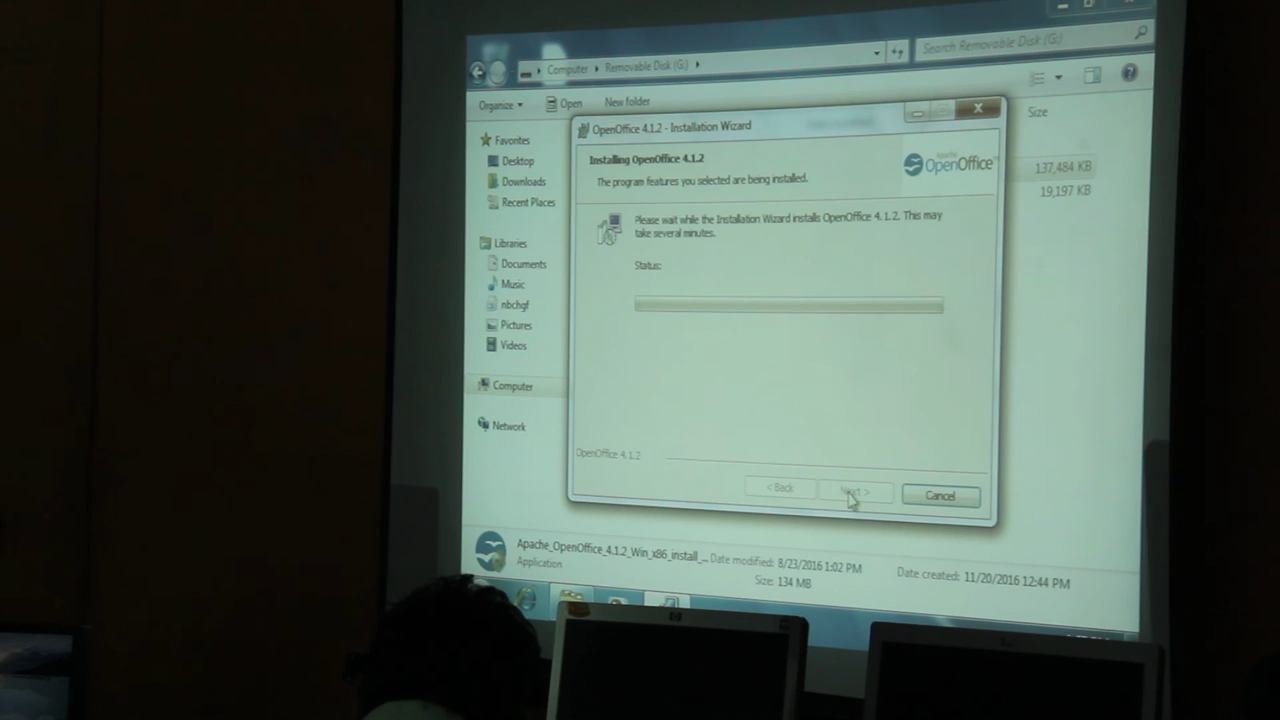 Computer
Removable Disk (G:)
Search Removable Disk (G:)
Organize
Open
New folder
Size
Favorites
Desktop
Downloads
Recent Places
Libraries
Documents
Music
nbchgf
Pictures
Videos
Computer
Network
137,484 KB
19,197 KB
OpenOffice 4.1.2 - Installation Wizard
Installing OpenOffice 4.1.2
The program features you selected are being installed.
Apache
OpenOffice™
Please wait while the Installation Wizard installs OpenOffice 4.1.2. This may
take several minutes.
Status:
OpenOffice 4.1.2
< Back
Next >
Cancel
Apache_OpenOffice_4.1.2_Win_x86_install_...
Date modified: 8/23/2016 1:02 PM
Date created: 11/20/2016 12:44 PM
Application
Size: 134 MB
hp